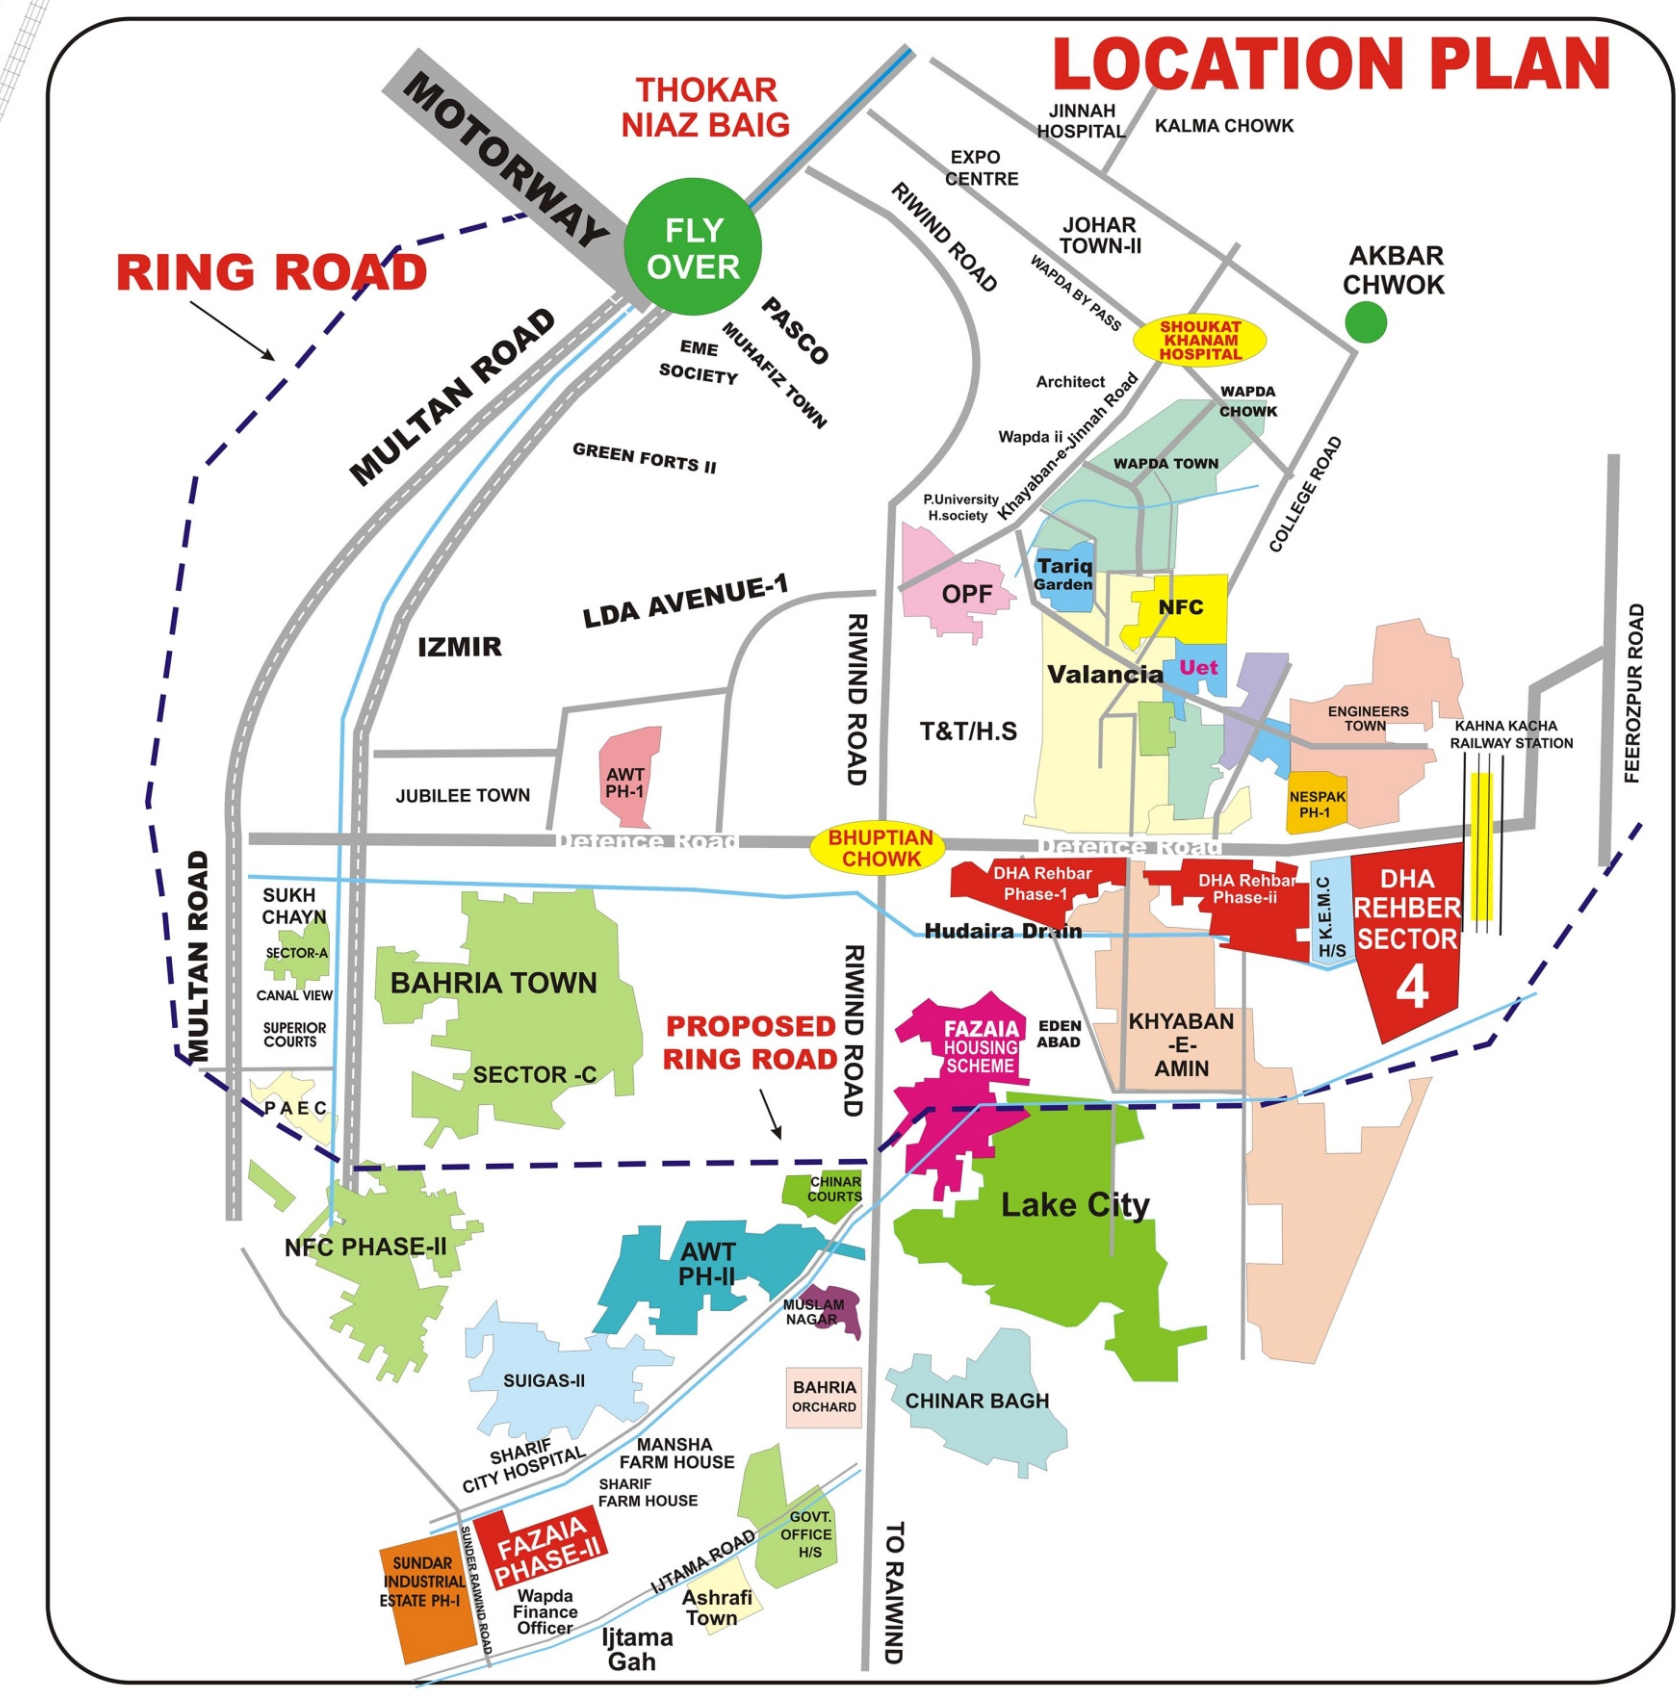 LOCATION PLAN
MOTORWAY
THOKAR
NIAZ BAIG
JINNAH
HOSPITAL
KALMA CHOWK
EXPO
CENTRE
RIWIND ROAD
JOHAR
TOWN-II
WAPDA BY PASS
FLY
OVER
RING ROAD
AKBAR
CHWOK
SHOUKAT
KHANAM
HOSPITAL
PASCO
MUHAFIZ TOWN
EME
SOCIETY
MULTAN ROAD
GREEN FORTS II
Architect
Wapda ii
Khayaban-e-Jinnah Road
WAPDA
CHOWK
WAPDA TOWN
COLLEGE ROAD
P.University
H.society
OPF
Tariq
Garden
NFC
LDA AVENUE-1
IZMIR
RIWIND ROAD
Valancia
Uet
T&T/H.S
ENGINEERS
TOWN
KAHNA KACHA
RAILWAY STATION
FEEROZPUR ROAD
AWT
PH-1
JUBILEE TOWN
NESPAK
PH-1
Defence Road
BHUPTIAN
CHOWK
Defence Road
MULTAN ROAD
SUKH
CHAYN
SECTOR-A
CANAL VIEW
SUPERIOR
COURTS
BAHRIA TOWN
SECTOR -C
DHA Rehbar
Phase-1
DHA Rehbar
Phase-ii
K.E.M.C
H/S
DHA
REHBER
SECTOR
4
Hudaira Drain
RIWIND ROAD
PROPOSED
RING ROAD
FAZAIA
HOUSING
SCHEME
EDEN
ABAD
KHYABAN
-E-
AMIN
PAEC
CHINAR
COURTS
Lake City
NFC PHASE-II
AWT
PH-II
MUSLAM
NAGAR
SUIGAS-II
BAHRIA
ORCHARD
CHINAR BAGH
SHARIF
CITY HOSPITAL
MANSHA
FARM HOUSE
SHARIF
FARM HOUSE
FAZAIA
PHASE-II
SUNDAR
INDUSTRIAL
ESTATE PH-I
SUNDER RAIWIND ROAD
Wapda
Finance
Officer
IJTAMA ROAD
GOVT.
OFFICE
H/S
Ashrafi
Town
Ijtama
Gah
TO RAIWIND